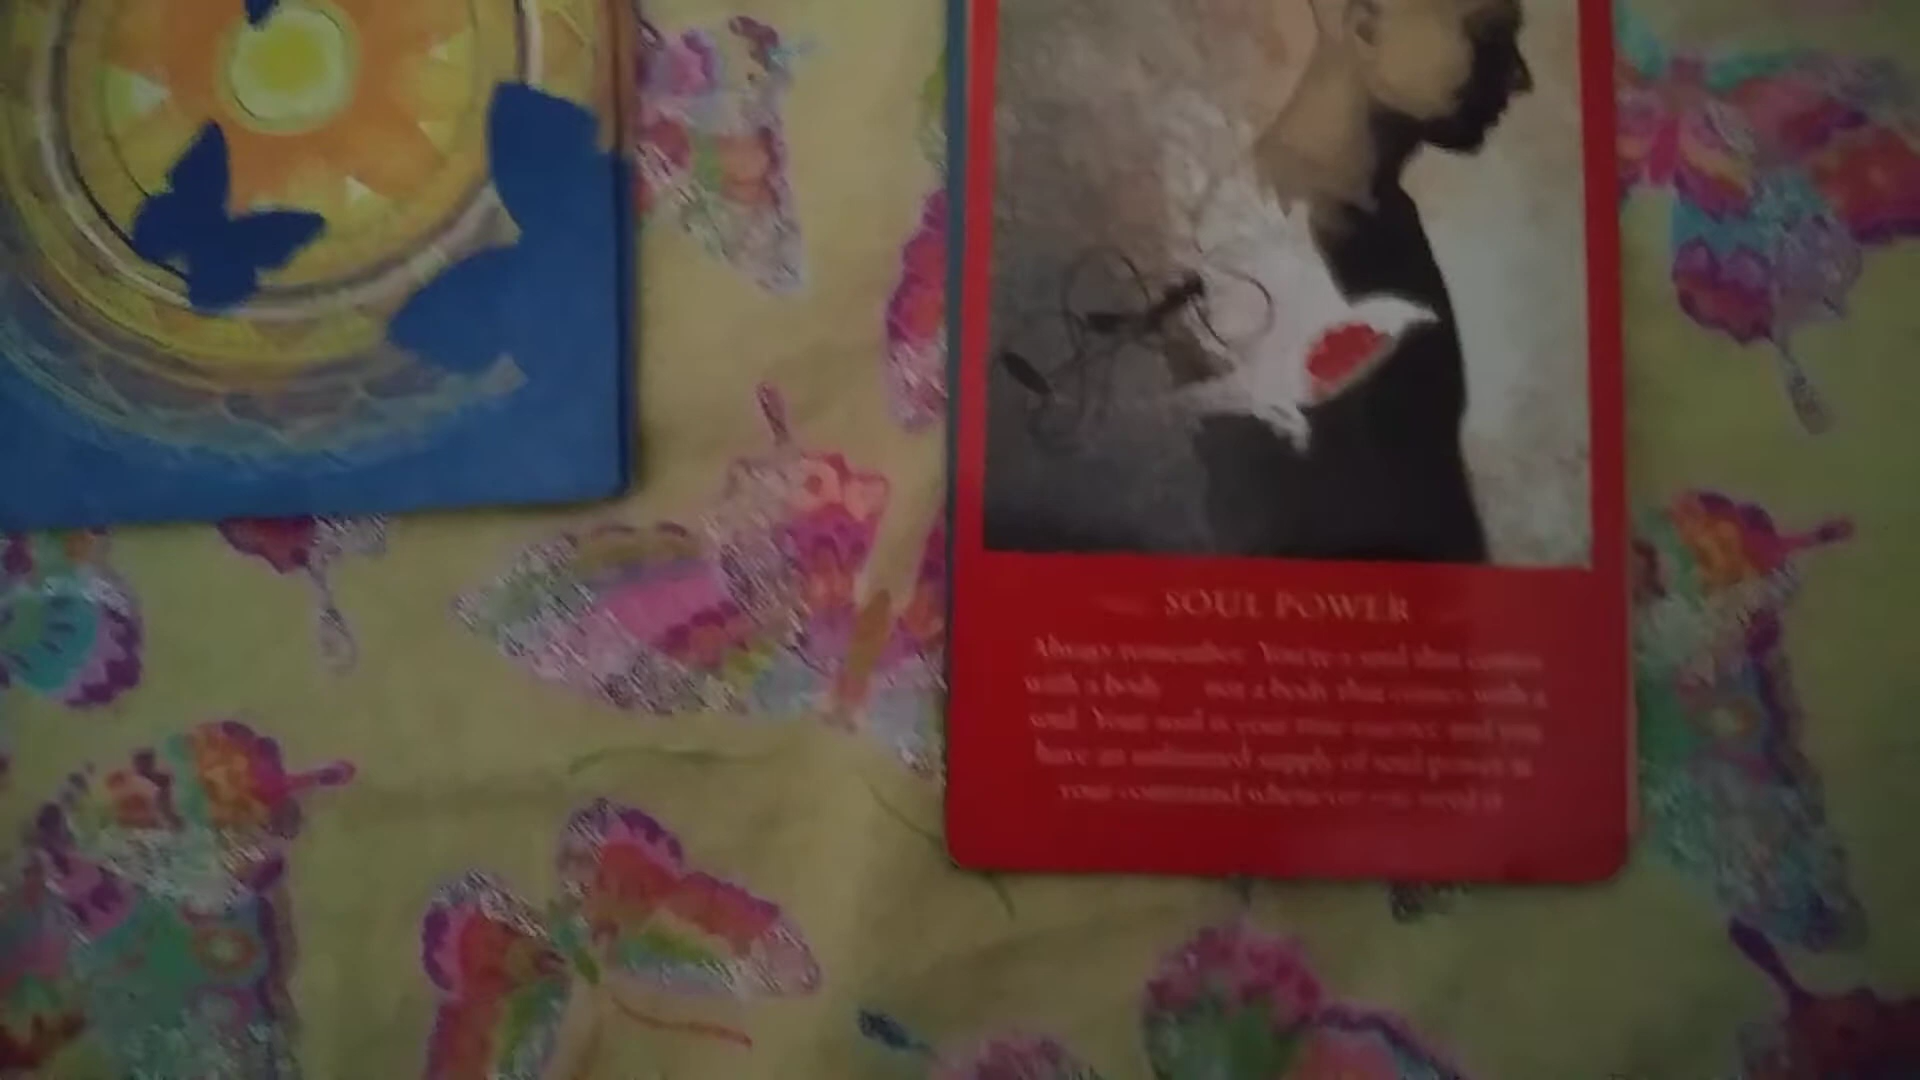 SOUL POWER
Always remember: You're a soul that comes
with a body not a body that comes with a
soul. Your soul is your true essence and you
have an unlimited supply of soul power at
your command whenever you need it